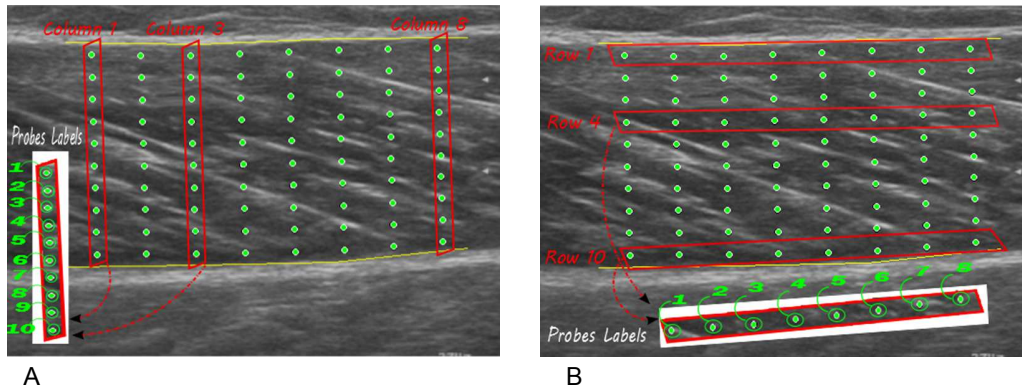 Column 1 Column 3 Column 8
Probes Labels
1
2
3
4
5
6
7
8
9
10
A
Row 1
Row 4
Row 10
1 2 3 4 5 6 7 8
Probes Labels
B